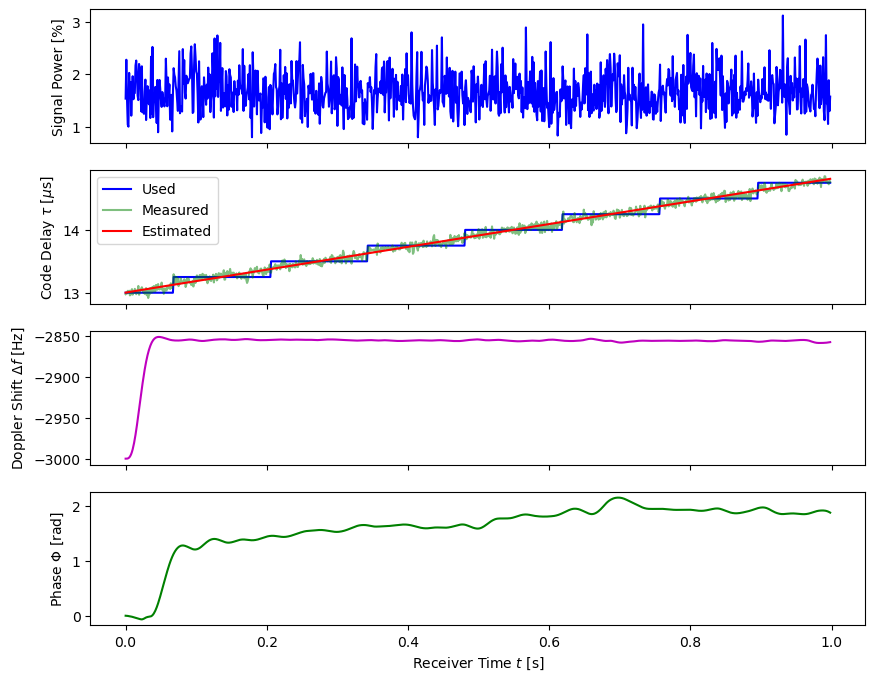 Signal Power [%]
3
2
1
Code Delay τ [μs]
14
13
Used
Measured
Estimated
Doppler Shift Δf [Hz]
−2850
−2900
−2950
−3000
Phase Φ [rad]
2
1
0
0.0 0.2 0.4 0.6 0.8 1.0
Receiver Time t [s]